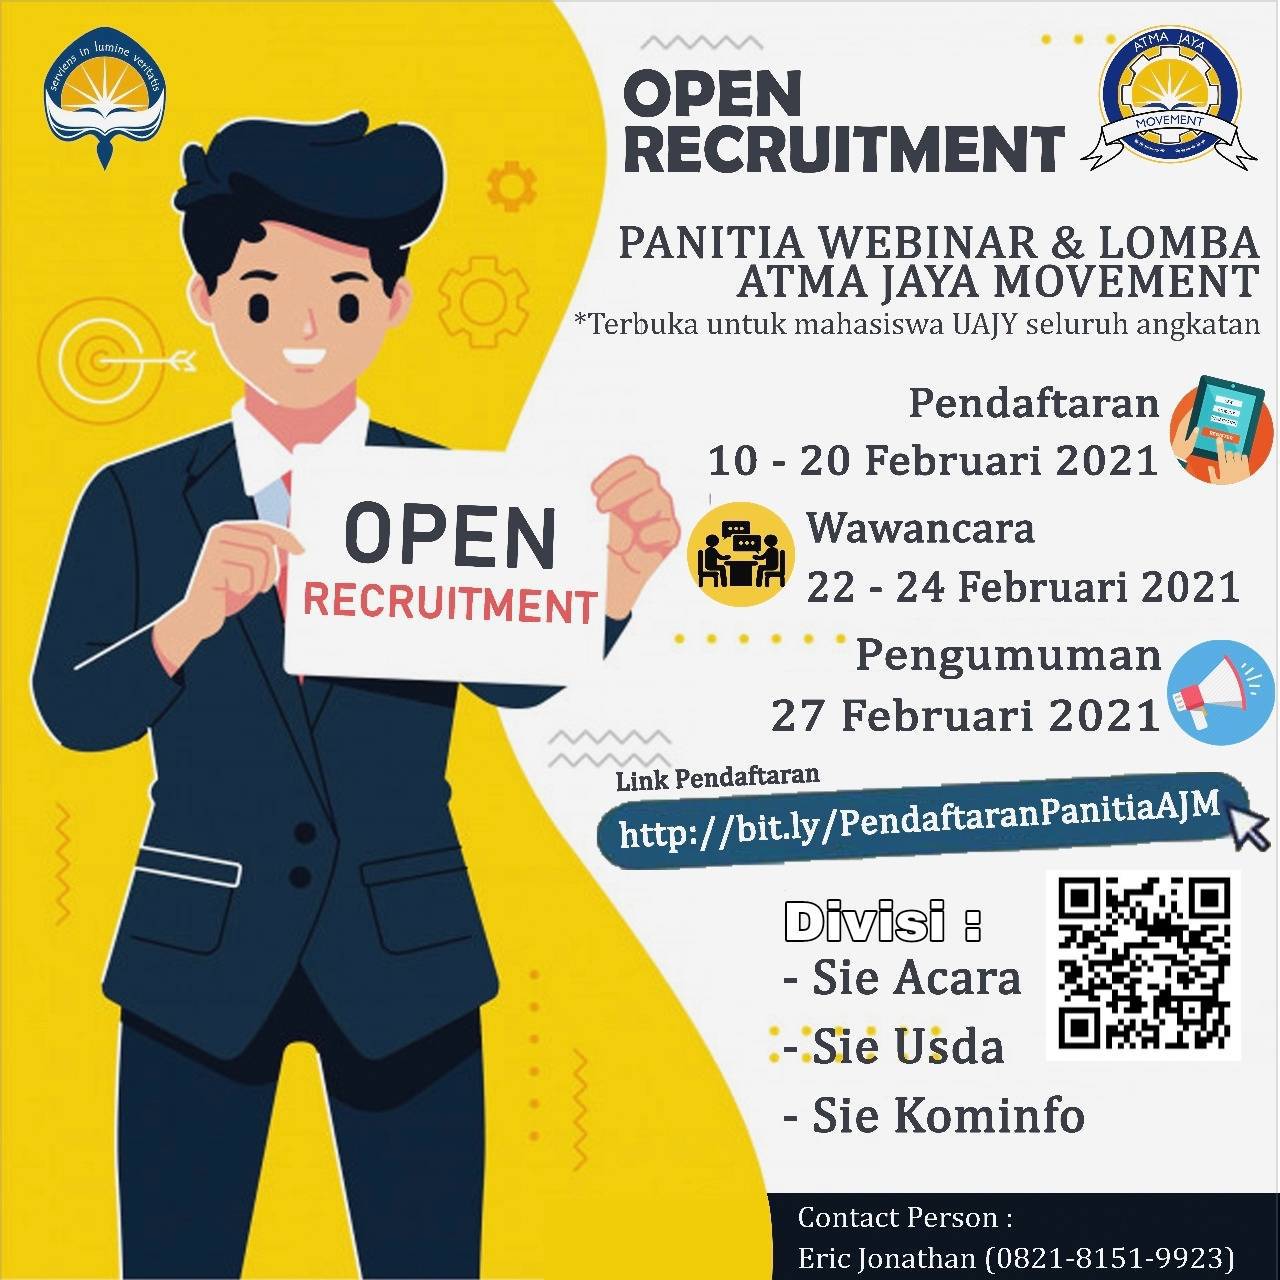 serviens in lumine veritatis
ATMA JAYA
MOVEMENT
OPEN
RECRUITMENT
PANITIA WEBINAR & LOMBA
ATMA JAYA MOVEMENT
*Terbuka untuk mahasiswa UAJY seluruh angkatan
Pendaftaran
10 - 20 Februari 2021
REGISTER
Wawancara
22 - 24 Februari 2021
Pengumuman
27 Februari 2021
OPEN
RECRUITMENT
Link Pendaftaran
http://bit.ly/PendaftaranPanitiaAJM
Divisi :
- Sie Acara
- Sie Usda
- Sie Kominfo
Contact Person :
Eric Jonathan (0821-8151-9923)